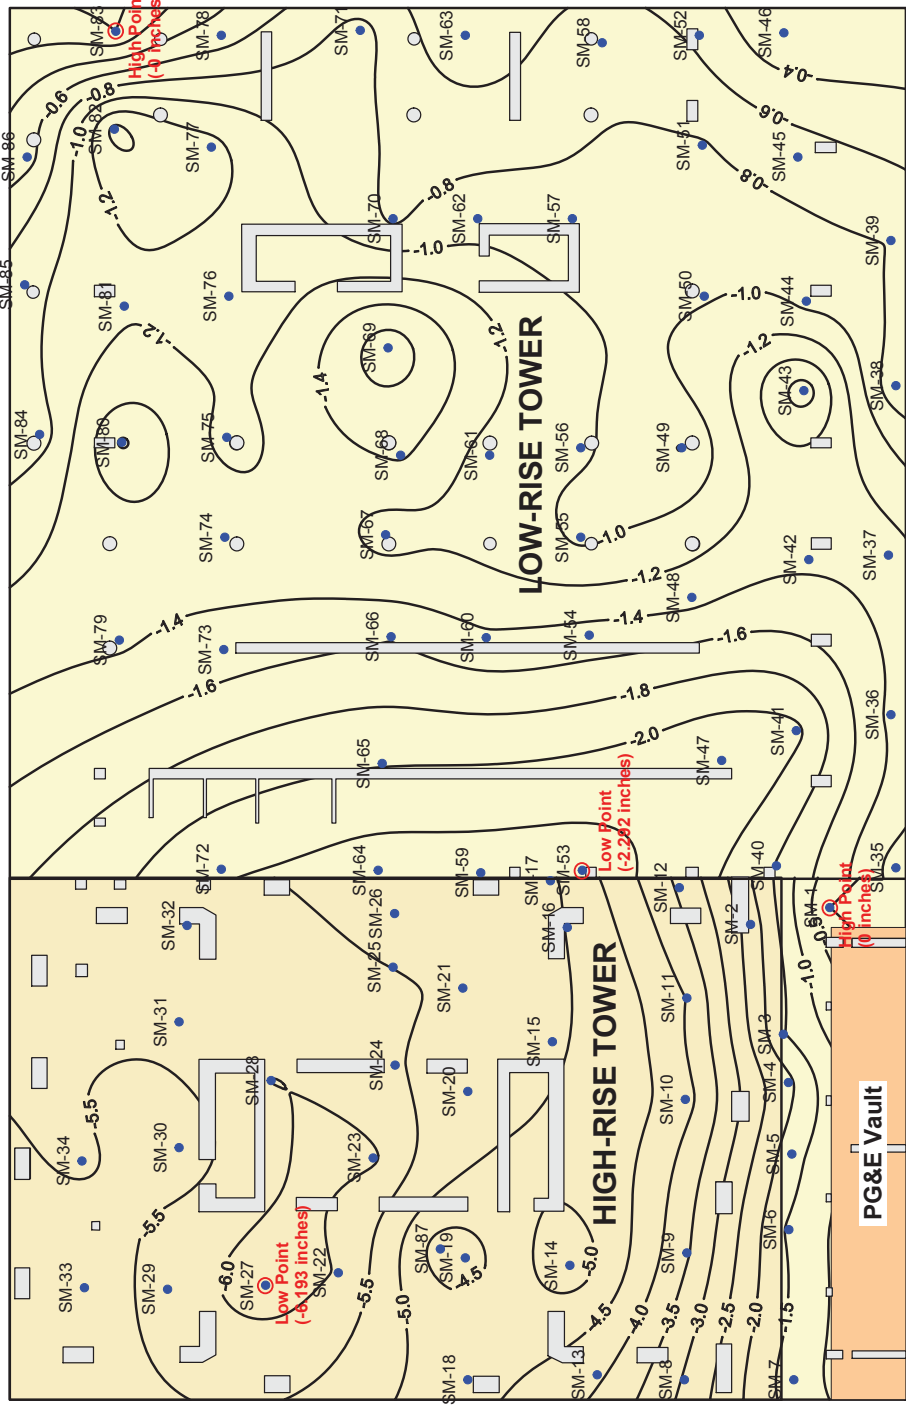 SM-83
High Point
(-0 inches)
SM-78
SM-71
SM-63
SM-58
SM-52
SM-46
-0.4
-0.6
-0.8
-1.0
SM-82
SM-86
SM-77
-0.6
SM-51
SM-45
-0.8
-1.2
-0.8
SM-70
SM-62
SM-57
-1.0
SM-39
SM-85
SM-81
SM-76
SM-50
-1.0
SM-44
-1.2
SM-69
-1.2
-1.2
-1.4
SM-43
SM-38
LOW-RISE TOWER
SM-84
SM-80
SM-75
SM-68
SM-61
SM-56
SM-49
SM-74
SM-67
SM-55
-1.0
SM-42
SM-37
-1.2
SM-48
SM-79
-1.4
SM-73
SM-66
SM-60
SM-54
-1.4
-1.6
-1.6
-1.8
SM-36
SM-41
-2.0
SM-65
SM-47
Low Point
(-2.292 inches)
SM-72
SM-64
SM-59
SM-17
SM-53
SM-12
SM-40
SM-35
SM-32
SM-26
SM-16
SM-2
SM-1
High Point
(0 inches)
-0.5
SM-25
SM-21
SM-11
-1.0
SM-31
SM-15
SM-3
HIGH-RISE TOWER
SM-28
SM-24
SM-20
SM-10
SM-4
-5.5
SM-34
SM-30
SM-23
SM-5
PG&E Vault
-5.5
SM-6
SM-33
SM-29
-6.0
SM-27
Low Point
(-6.193 inches)
SM-22
SM-87
SM-19
-4.5
SM-14
-5.0
SM-9
-5.5
-5.0
-4.5
-4.0
-3.5
-3.0
-2.5
-2.0
-1.5
SM-18
SM-13
SM-8
SM-7